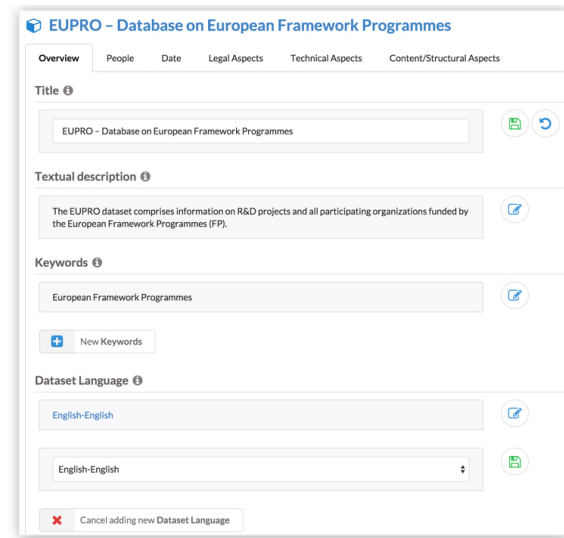 EUPRO – Database on European Framework Programmes
Overview People Date Legal Aspects Technical Aspects Content/Structural Aspects
Title
EUPRO – Database on European Framework Programmes
Textual description
The EUPRO dataset comprises information on R&D projects and all participating organizations funded by
the European Framework Programmes (FP).
Keywords
European Framework Programmes
New Keywords
Dataset Language
English-English
English-English
Cancel adding new Dataset Language